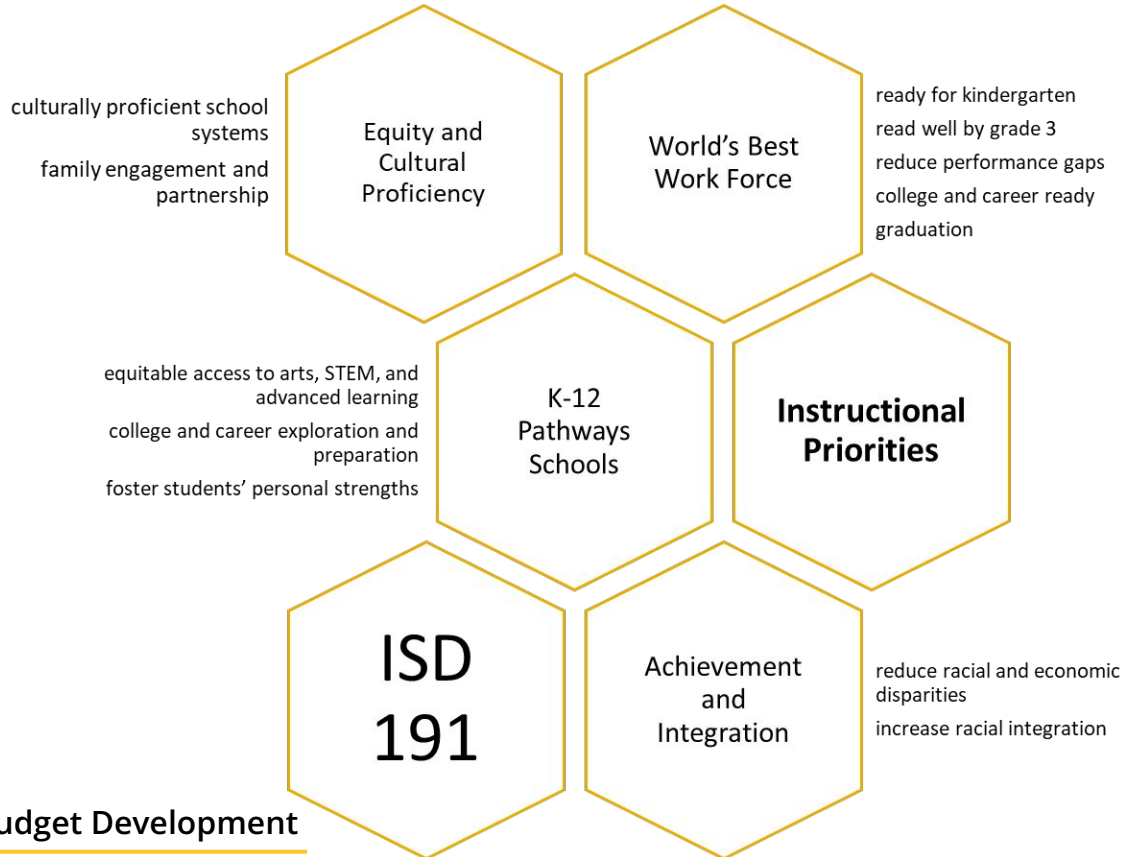 culturally proficient school
systems
family engagement and
partnership
Equity and
Cultural
Proficiency
World's Best
Work Force
ready for kindergarten
read well by grade 3
reduce performance gaps
college and career ready
graduation
equitable access to arts, STEM, and
advanced learning
college and career exploration and
preparation
foster students' personal strengths
K-12
Pathways
Schools
Instructional
Priorities
ISD
191
Achievement
and
Integration
reduce racial and economic
disparities
increase racial integration
udget Development